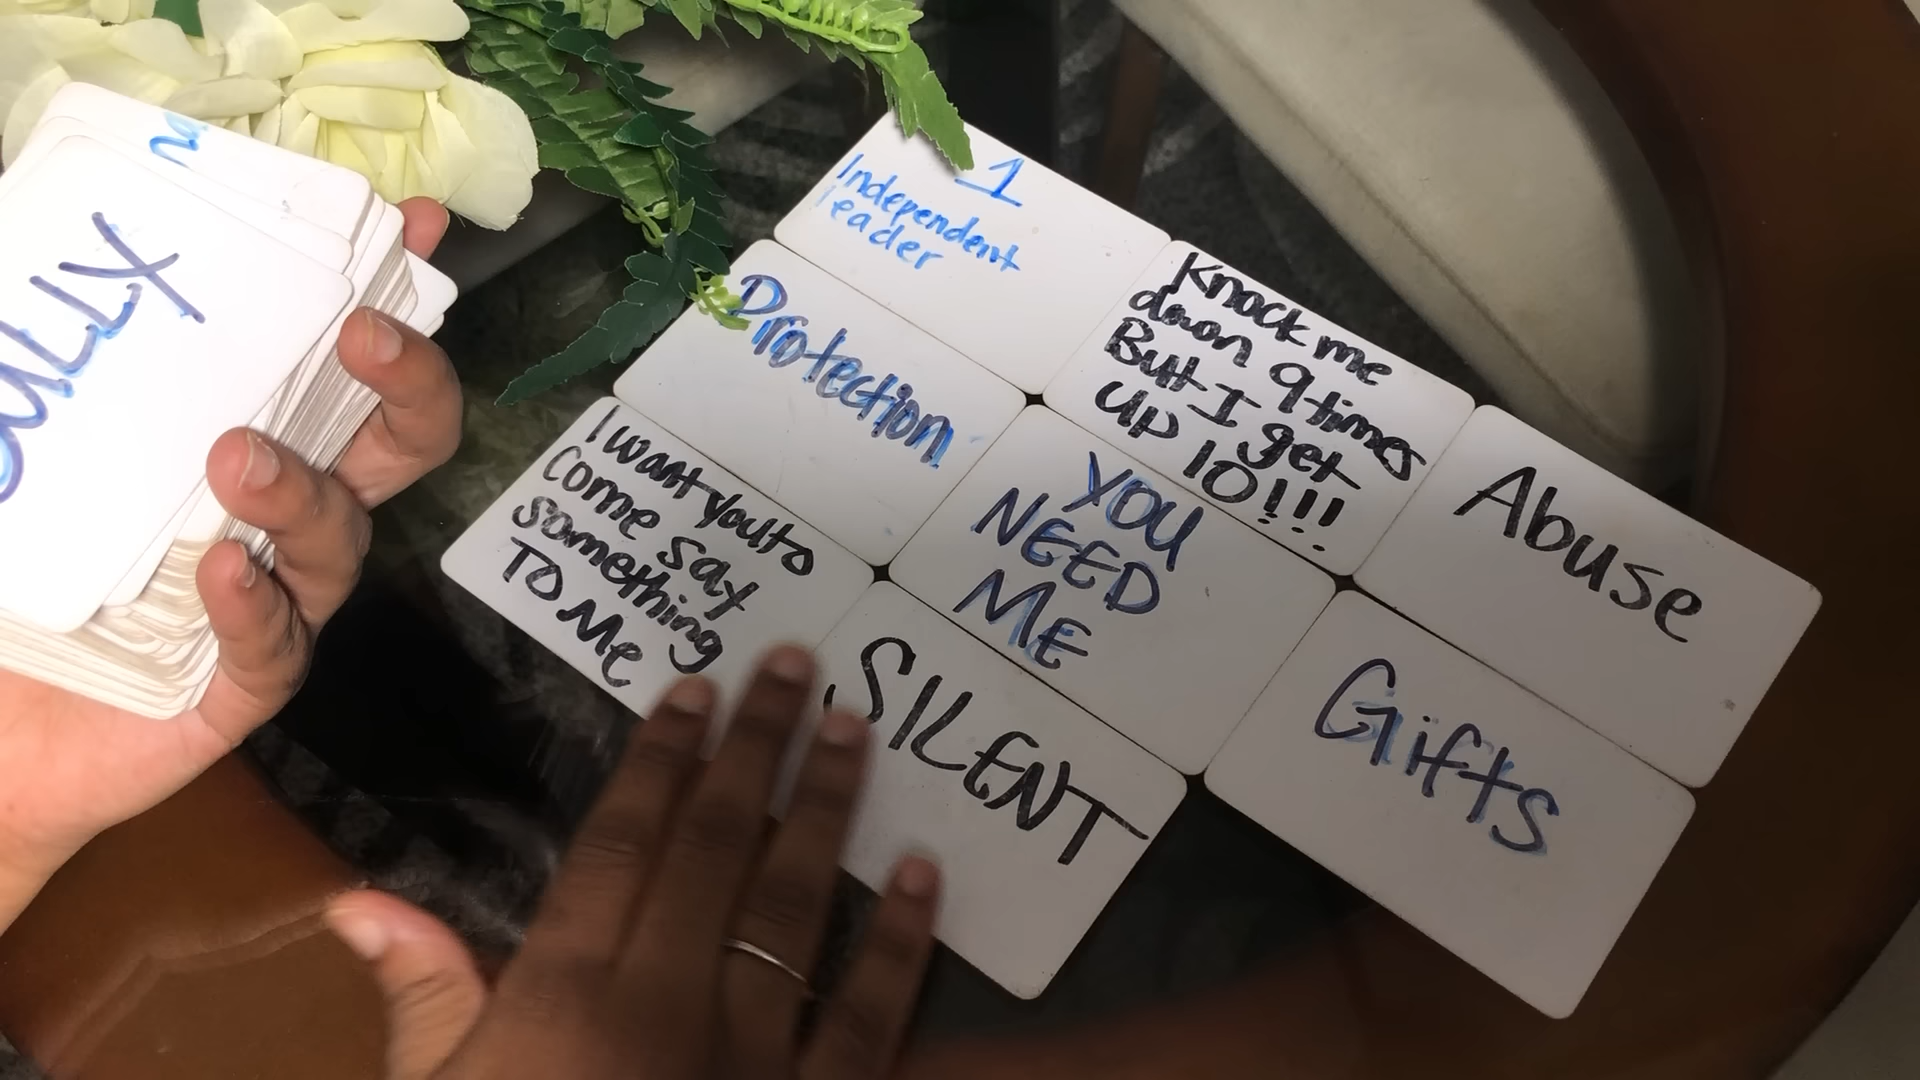 1
Independent
leader
Knock me
down 9 times
But I get
up 10!!!
Abuse
Protection
YOU
NEED
ME
Gifts
I want you to
come say
something
TO Me
SILENT